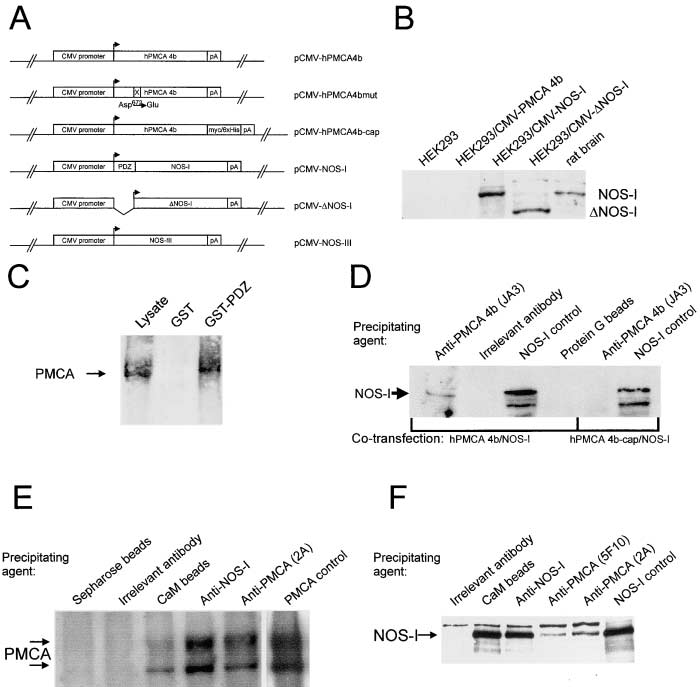 A
CMV promoter hPMCA 4b pA pCMV-hPMCA4b
CMV promoter X hPMCA 4b pA pCMV-hPMCA4bmut
Asp672 Glu
CMV promoter hPMCA 4b myc/6xHis pA pCMV-hPMCA4b-cap
CMV promoter PDZ NOS-I pA pCMV-NOS-I
CMV promoter ΔNOS-I pA pCMV-ΔNOS-I
CMV promoter NOS-III pA pCMV-NOS-III
B
HEK293
HEK293/CMV-PMCA 4b
HEK293/CMV-NOS-I
HEK293/CMV-ΔNOS-I
rat brain
NOS-I
ΔNOS-I
C
Lysate
GST
GST-PDZ
PMCA
D
Precipitating
agent:
Anti-PMCA 4b (JA3)
Irrelevant antibody
NOS-I control
Protein G beads
Anti-PMCA 4b (JA3)
NOS-I control
NOS-I
Co-transfection: hPMCA 4b/NOS-I hPMCA 4b-cap/NOS-I
E
Precipitating
agent:
Sepharose beads
Irrelevant antibody
CaM beads
Anti-NOS-I
Anti-PMCA (2A)
PMCA control
PMCA
F
Precipitating
agent:
Irrelevant antibody
CaM beads
Anti-NOS-I
Anti-PMCA (5F10)
Anti-PMCA (2A)
NOS-I control
NOS-I